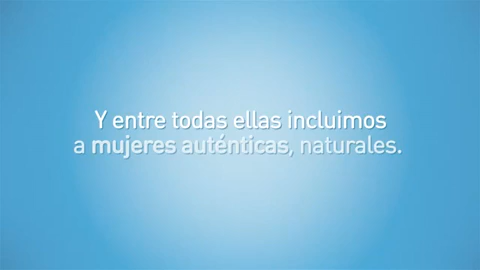 Y entre todas ellas incluimos
a mujeres auténticas, naturales.